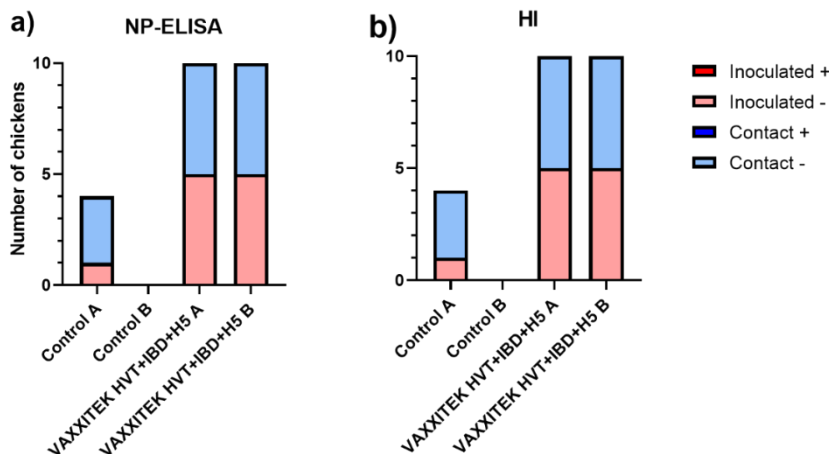 a)
NP-ELISA
Number of chickens
10
5
0
Control A
Control B
VAXXITEK HVT+IBD+H5 A
VAXXITEK HVT+IBD+H5 B
b)
HI
10
5
0
Control A
Control B
VAXXITEK HVT+IBD+H5 A
VAXXITEK HVT+IBD+H5 B
Inoculated +
Inoculated -
Contact +
Contact -